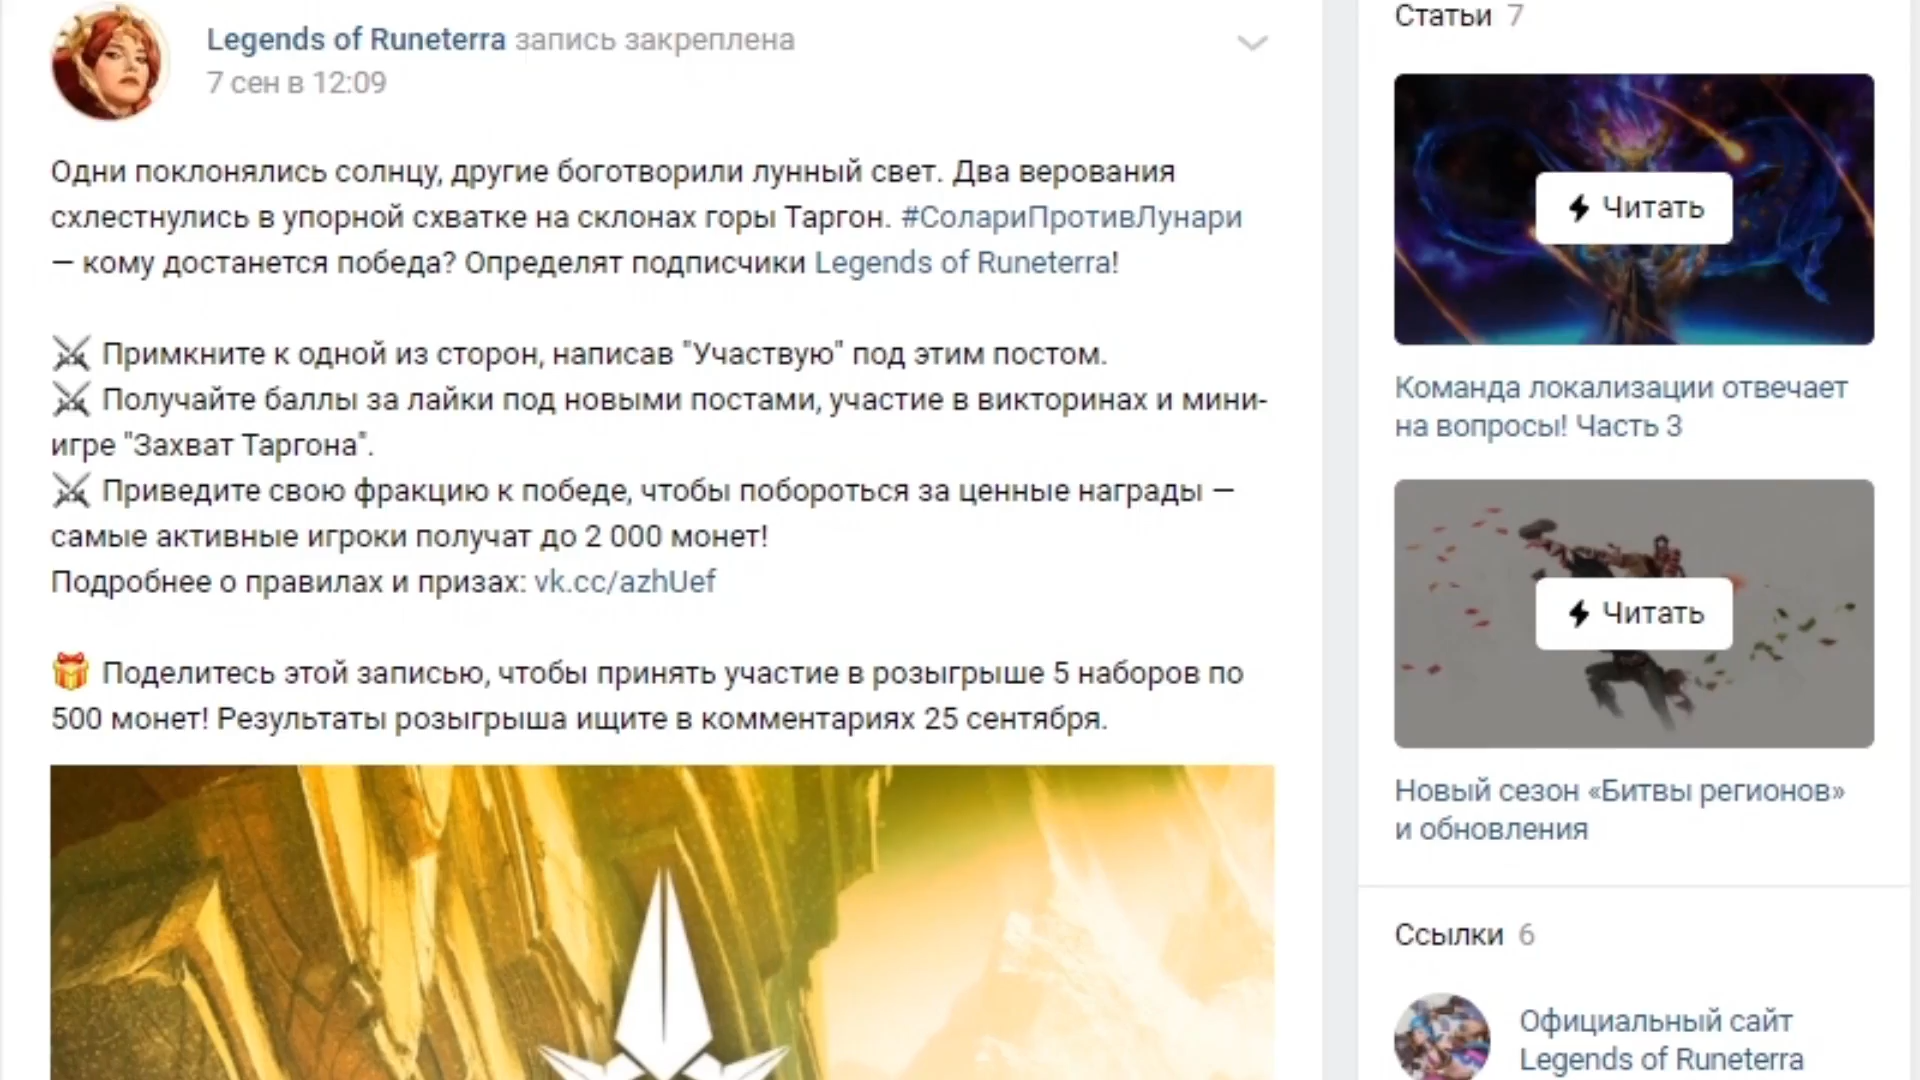 Legends of Runeterra запись закреплена
7 сен в 12:09
Одни поклонялись солнцу, другие боготворили лунный свет. Два верования
схлестнулись в упорной схватке на склонах горы Таргон. #СолариПротивЛунари
— кому достанется победа? Определят подписчики Legends of Runeterra!
⚔ Примкните к одной из сторон, написав "Участвую" под этим постом.
⚔ Получайте баллы за лайки под новыми постами, участие в викторинах и мини-
игре "Захват Таргона".
⚔ Приведите свою фракцию к победе, чтобы побороться за ценные награды —
самые активные игроки получат до 2 000 монет!
Подробнее о правилах и призах: vk.cc/azhUef
🎁 Поделитесь этой записью, чтобы принять участие в розыгрыше 5 наборов по
500 монет! Результаты розыгрыша ищите в комментариях 25 сентября.
Статьи 7
Читать
Команда локализации отвечает
на вопросы! Часть 3
Читать
Новый сезон «Битвы регионов»
и обновления
Ссылки 6
Официальный сайт
Legends of Runeterra